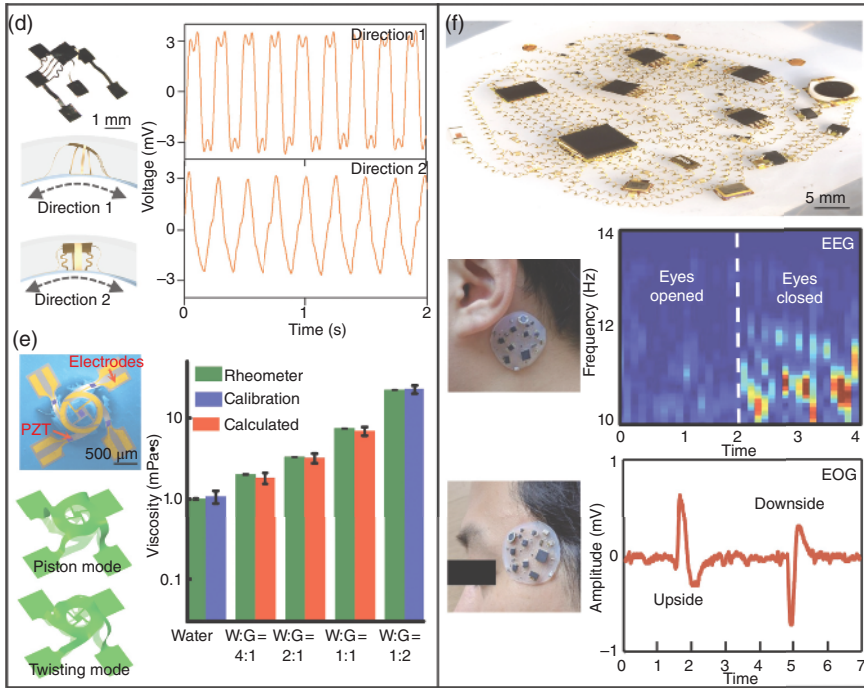 (d)
1 mm
Direction 1
Direction 2
Voltage (mV)
3
0
−3
Direction 1
3
0
−3
Direction 2
0
1
2
Time (s)
(e)
Electrodes
PZT
500 µm
Piston mode
Twisting mode
Viscosity (mPa•s)
10
1.0
0.1
Rheometer
Calibration
Calculated
Water
W:G= W:G= W:G= W:G=
4:1 2:1 1:1 1:2
(f)
5 mm
Frequency (Hz)
14
12
10
EEG
Eyes
opened
Eyes
closed
0 1 2 3 4
Time
Amplitude (mV)
1
0
−1
EOG
Downside
Upside
0 1 2 3 4 5 6 7
Time